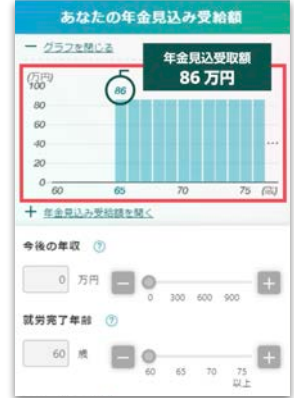 あなたの年金見込み受給額
− グラフを閉じる
年金見込受取額
86万円
(万円)
100
86
80
60
40
20
0
60 65 70 75 (歳)
…
+ 年金見込み受給額を開く
今後の年収 ?
0 万円 − +
0 300 600 900
就労完了年齢 ?
60 歳 − +
60 65 70 75
以上